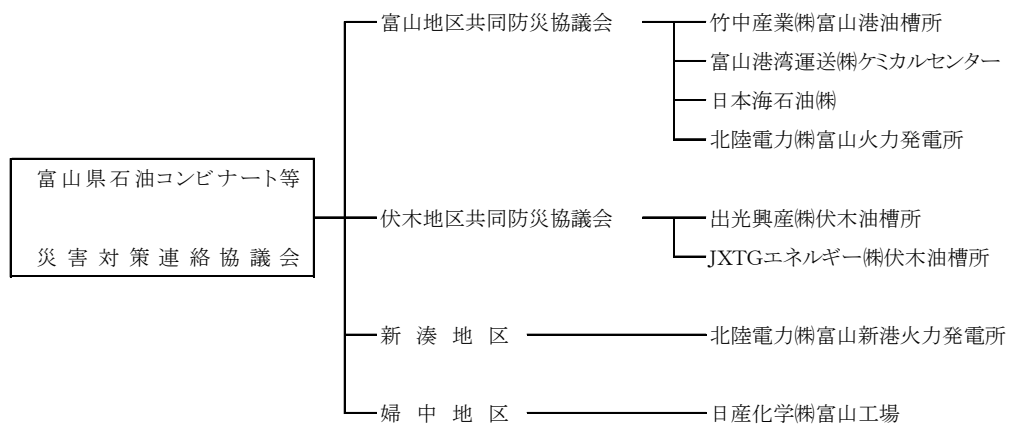 富山地区共同防災協議会 竹中産業㈱富山港油槽所
富山港湾運送㈱ケミカルセンター
日本海石油㈱
北陸電力㈱富山火力発電所
富山県石油コンビナート等
災害対策連絡協議会
伏木地区共同防災協議会 出光興産㈱伏木油槽所
JXTGエネルギー㈱伏木油槽所
新湊地区 北陸電力㈱富山新港火力発電所
婦中地区 日産化学㈱富山工場